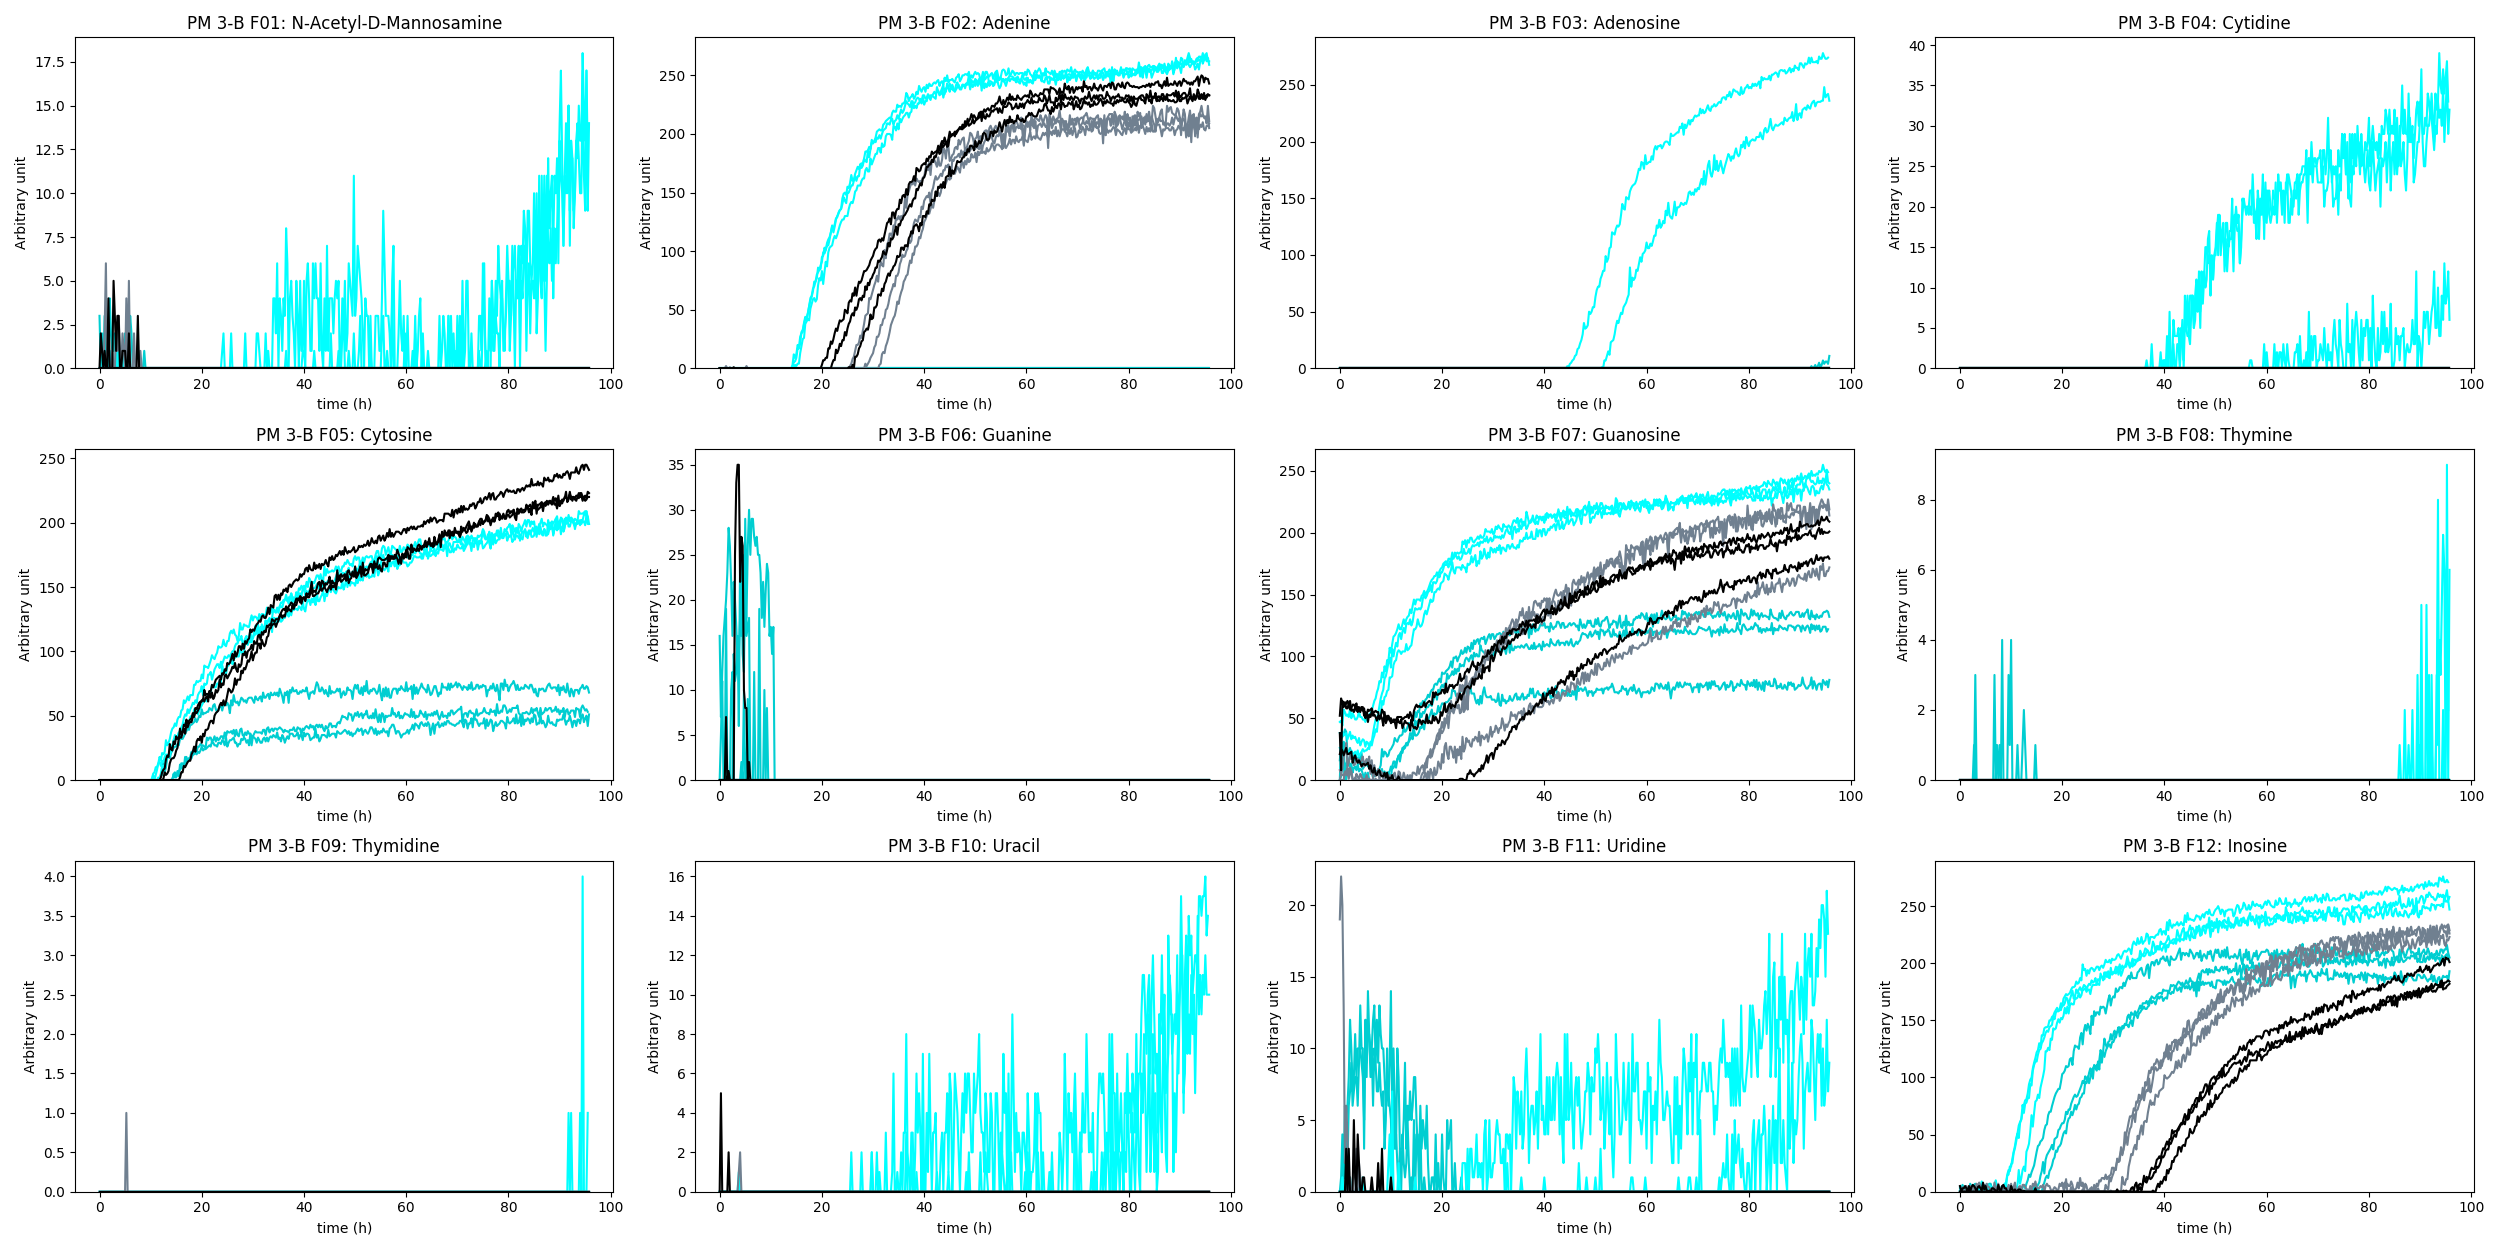 PM 3-B F01: N-Acetyl-D-Mannosamine
Arbitrary unit
0.0 2.5 5.0 7.5 10.0 12.5 15.0 17.5
0 20 40 60 80 100
time (h)
PM 3-B F02: Adenine
Arbitrary unit
0 50 100 150 200 250
0 20 40 60 80 100
time (h)
PM 3-B F03: Adenosine
Arbitrary unit
0 50 100 150 200 250
0 20 40 60 80 100
time (h)
PM 3-B F04: Cytidine
Arbitrary unit
0 5 10 15 20 25 30 35 40
0 20 40 60 80 100
time (h)
PM 3-B F05: Cytosine
Arbitrary unit
0 50 100 150 200 250
0 20 40 60 80 100
time (h)
PM 3-B F06: Guanine
Arbitrary unit
0 5 10 15 20 25 30 35
0 20 40 60 80 100
time (h)
PM 3-B F07: Guanosine
Arbitrary unit
0 50 100 150 200 250
0 20 40 60 80 100
time (h)
PM 3-B F08: Thymine
Arbitrary unit
0 2 4 6 8
0 20 40 60 80 100
time (h)
PM 3-B F09: Thymidine
Arbitrary unit
0.0 0.5 1.0 1.5 2.0 2.5 3.0 3.5 4.0
0 20 40 60 80 100
time (h)
PM 3-B F10: Uracil
Arbitrary unit
0 2 4 6 8 10 12 14 16
0 20 40 60 80 100
time (h)
PM 3-B F11: Uridine
Arbitrary unit
0 5 10 15 20
0 20 40 60 80 100
time (h)
PM 3-B F12: Inosine
Arbitrary unit
0 50 100 150 200 250
0 20 40 60 80 100
time (h)